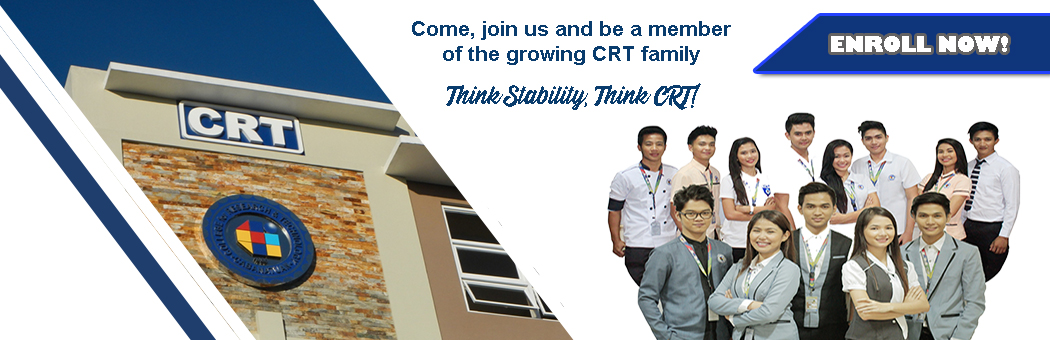 Come, join us and be a member
of the growing CRT family
Think Stability, Think CRT!
ENROLL NOW!
CRT